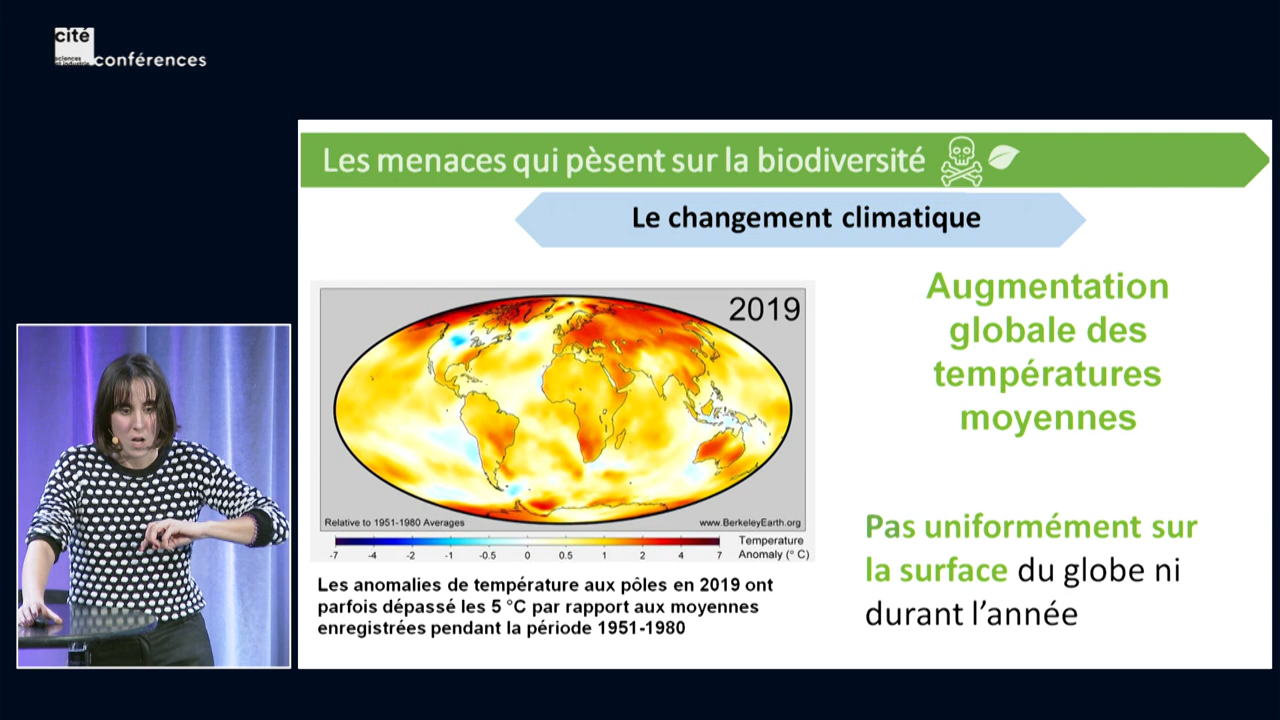 cité
sciences
et industrie
conférences
Les menaces qui pèsent sur la biodiversité
Le changement climatique
2019
Relative to 1951-1980 Averages
www.BerkeleyEarth.org
-7 -4 -2 -1 -0.5 0 0.5 1 2 4 7
Temperature
Anomaly (° C)
Les anomalies de température aux pôles en 2019 ont
parfois dépassé les 5 °C par rapport aux moyennes
enregistrées pendant la période 1951-1980
Augmentation
globale des
températures
moyennes
Pas uniformément sur
la surface du globe ni
durant l’année